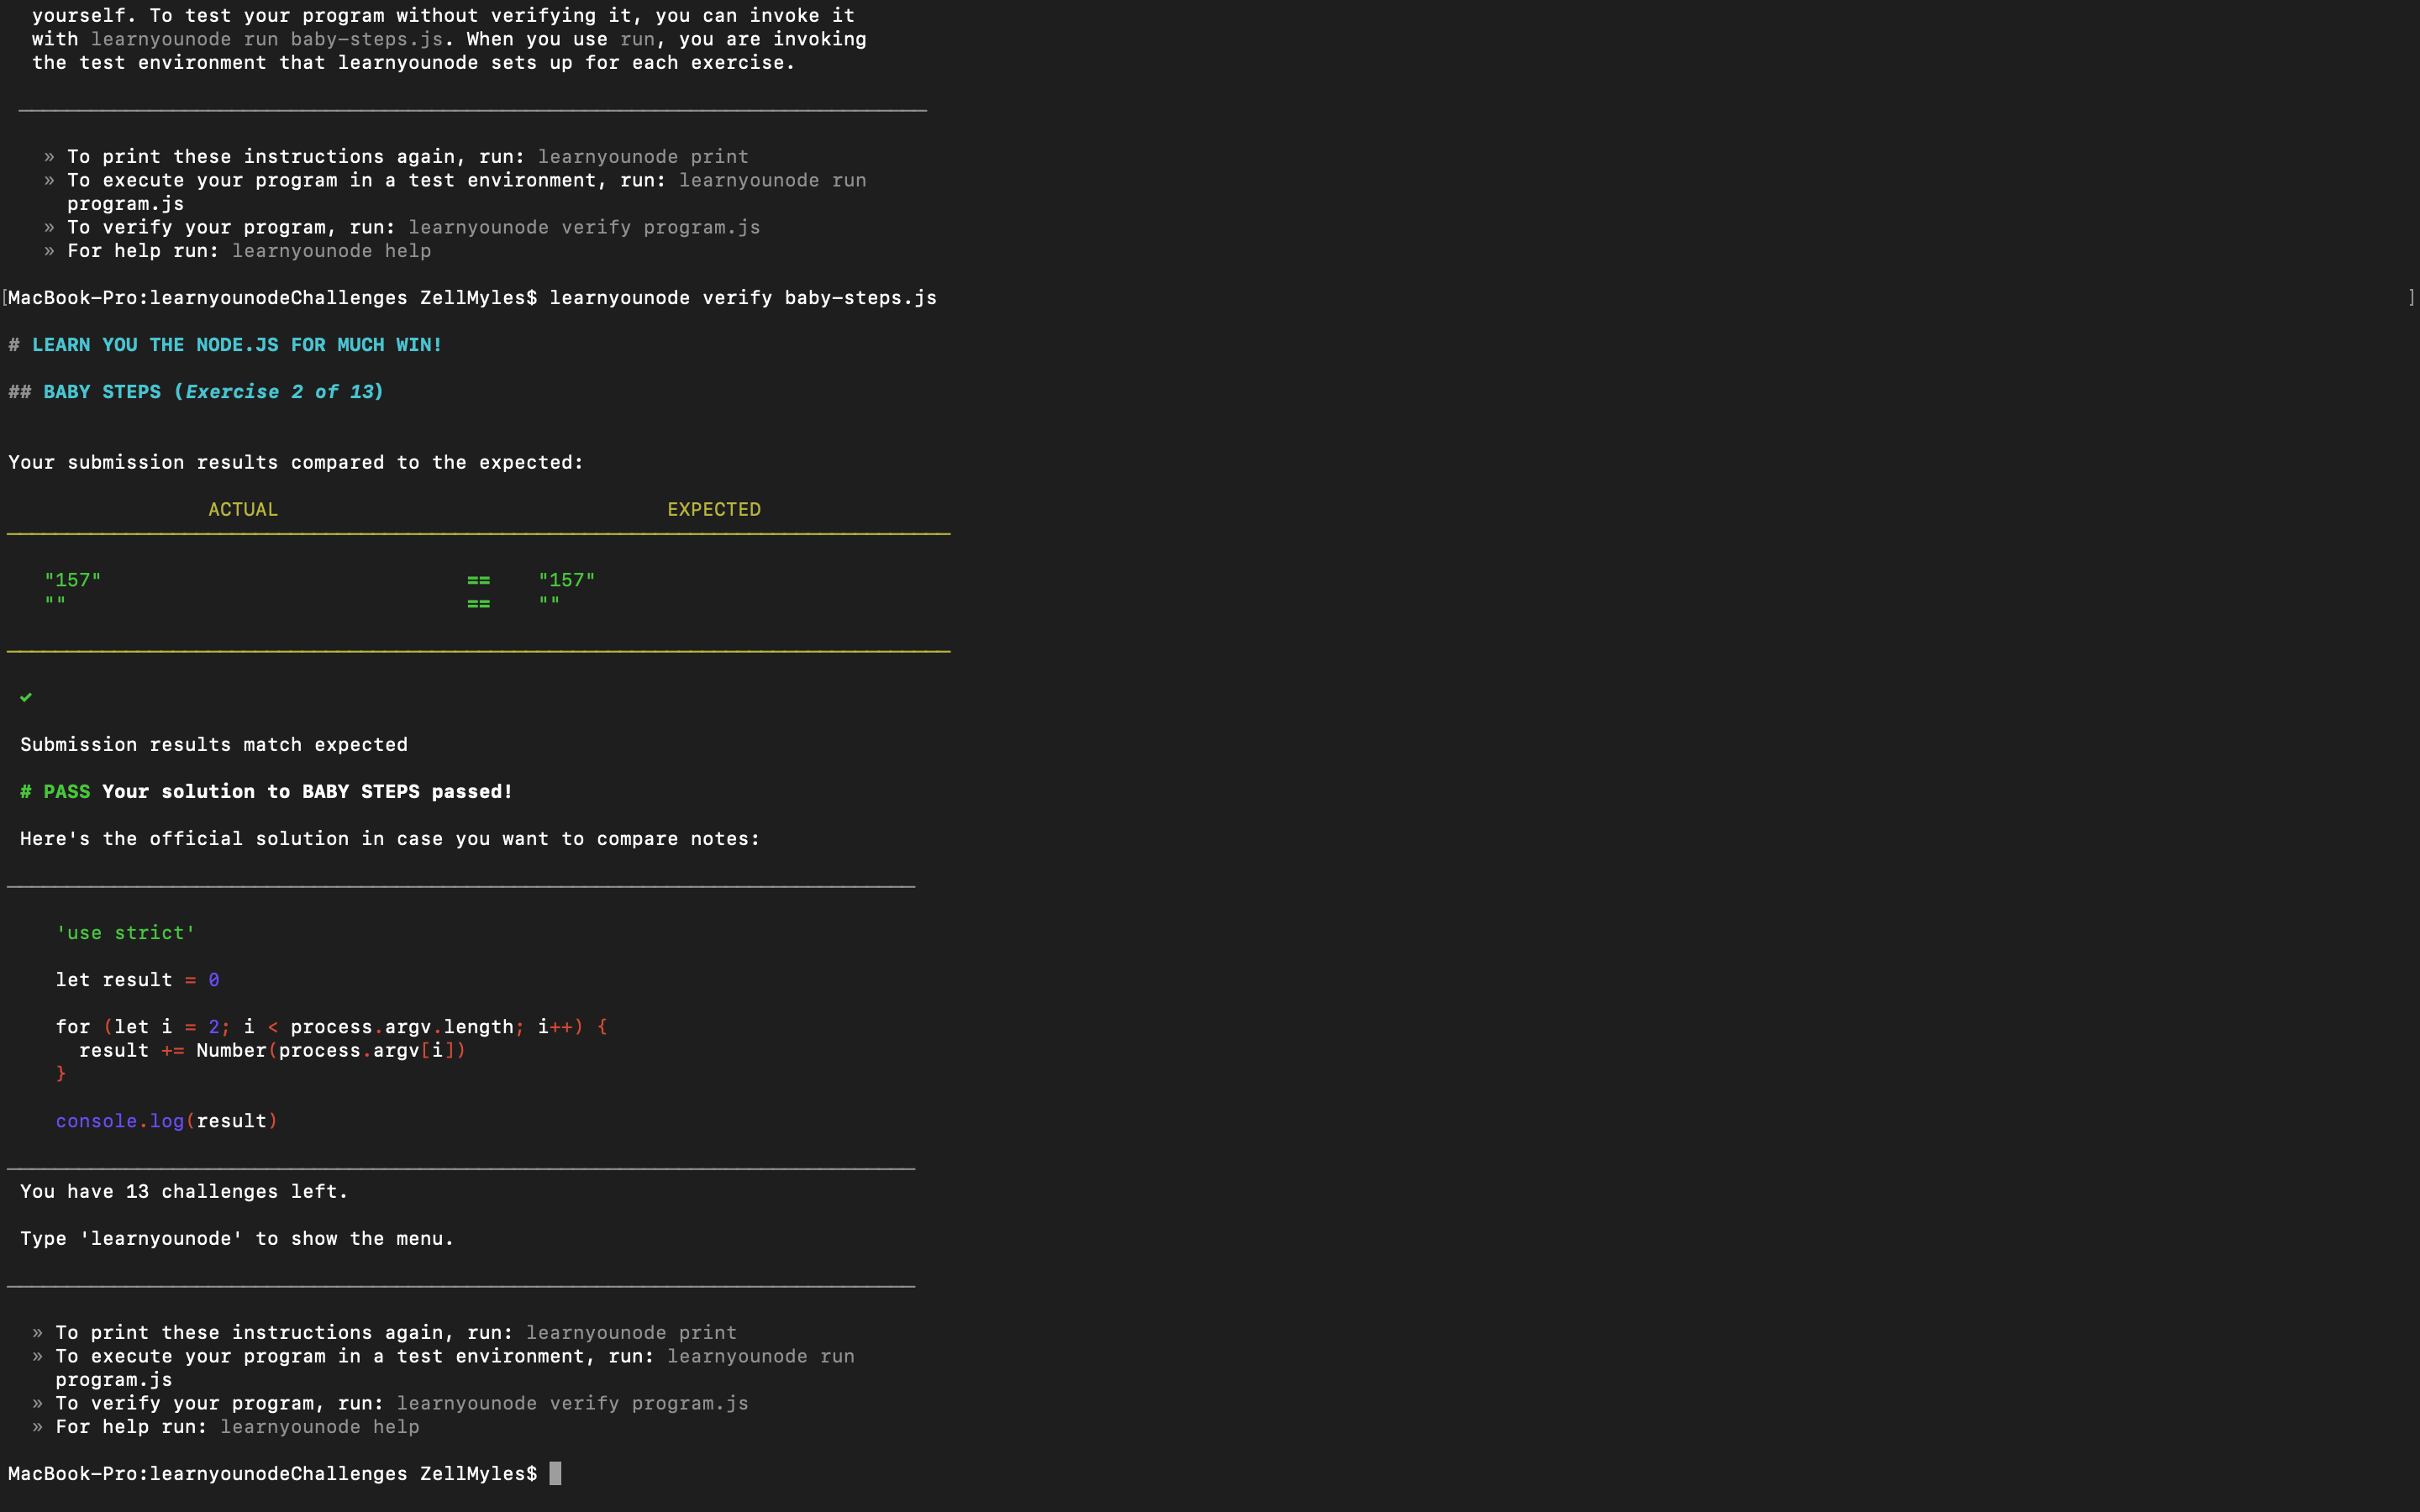 yourself. To test your program without verifying it, you can invoke it
with learnyounode run baby-steps.js. When you use run, you are invoking
the test environment that learnyounode sets up for each exercise.
» To print these instructions again, run: learnyounode print
» To execute your program in a test environment, run: learnyounode run
program.js
» To verify your program, run: learnyounode verify program.js
» For help run: learnyounode help
[MacBook-Pro:learnyounodeChallenges ZellMyles$ learnyounode verify baby-steps.js ]
# LEARN YOU THE NODE.JS FOR MUCH WIN!
## BABY STEPS (Exercise 2 of 13)
Your submission results compared to the expected:
ACTUAL EXPECTED
"157" == "157"
"" == ""
✓
Submission results match expected
# PASS Your solution to BABY STEPS passed!
Here's the official solution in case you want to compare notes:
'use strict'
let result = 0
for (let i = 2; i < process.argv.length; i++) {
result += Number(process.argv[i])
}
console.log(result)
You have 13 challenges left.
Type 'learnyounode' to show the menu.
» To print these instructions again, run: learnyounode print
» To execute your program in a test environment, run: learnyounode run
program.js
» To verify your program, run: learnyounode verify program.js
» For help run: learnyounode help
MacBook-Pro:learnyounodeChallenges ZellMyles$